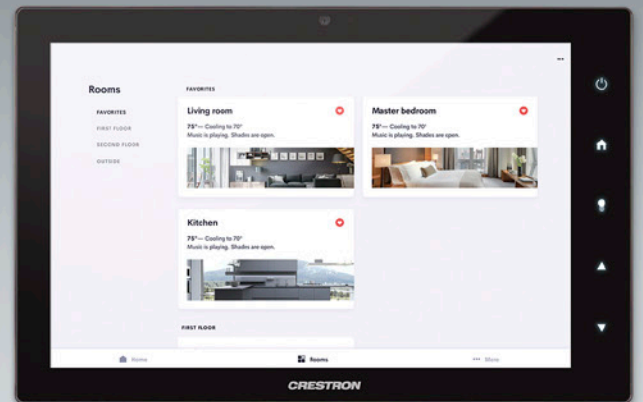 Rooms
FAVORITES
FIRST FLOOR
SECOND FLOOR
OUTSIDE
FAVORITES
Living room
75° — Cooling to 70°
Music is playing. Shades are open.
Master bedroom
75° — Cooling to 70°
Music is playing. Shades are open.
Kitchen
75° — Cooling to 70°
Music is playing. Shades are open.
FIRST FLOOR
Home
Rooms
More
CRESTRON